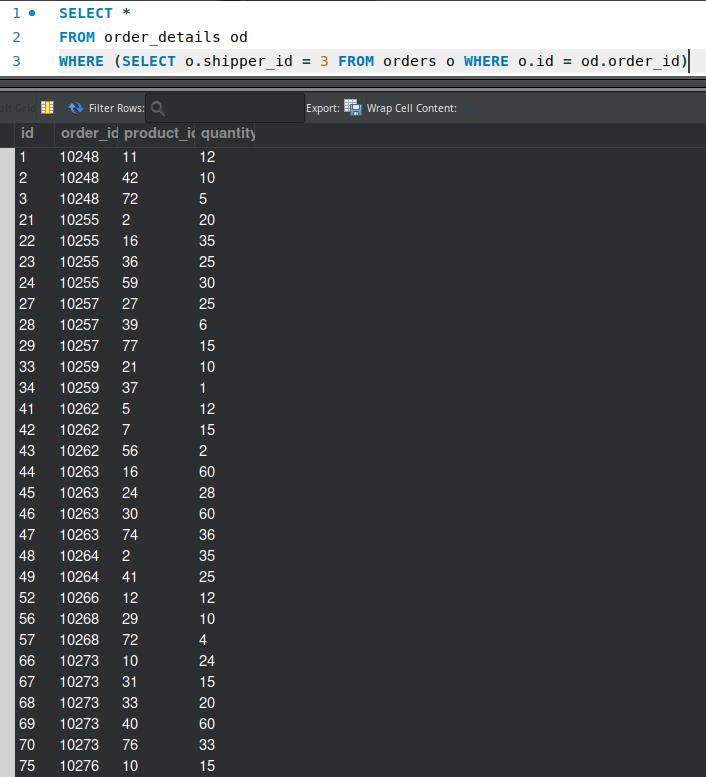 1 SELECT *
2 FROM order_details od
3 WHERE (SELECT o.shipper_id = 3 FROM orders o WHERE o.id = od.order_id)
ult Grid Filter Rows: Export: Wrap Cell Content:
id order_id product_id quantity
1 10248 11 12
2 10248 42 10
3 10248 72 5
21 10255 2 20
22 10255 16 35
23 10255 36 25
24 10255 59 30
27 10257 27 25
28 10257 39 6
29 10257 77 15
33 10259 21 10
34 10259 37 1
41 10262 5 12
42 10262 7 15
43 10262 56 2
44 10263 16 60
45 10263 24 28
46 10263 30 60
47 10263 74 36
48 10264 2 35
49 10264 41 25
52 10266 12 12
56 10268 29 10
57 10268 72 4
66 10273 10 24
67 10273 31 15
68 10273 33 20
69 10273 40 60
70 10273 76 33
75 10276 10 15